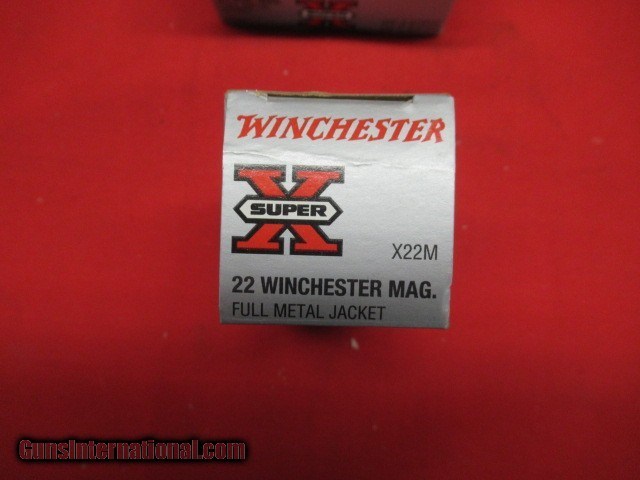 WINCHESTER
X
SUPER
X22M
22 WINCHESTER MAG.
FULL METAL JACKET
GunsInternational.com